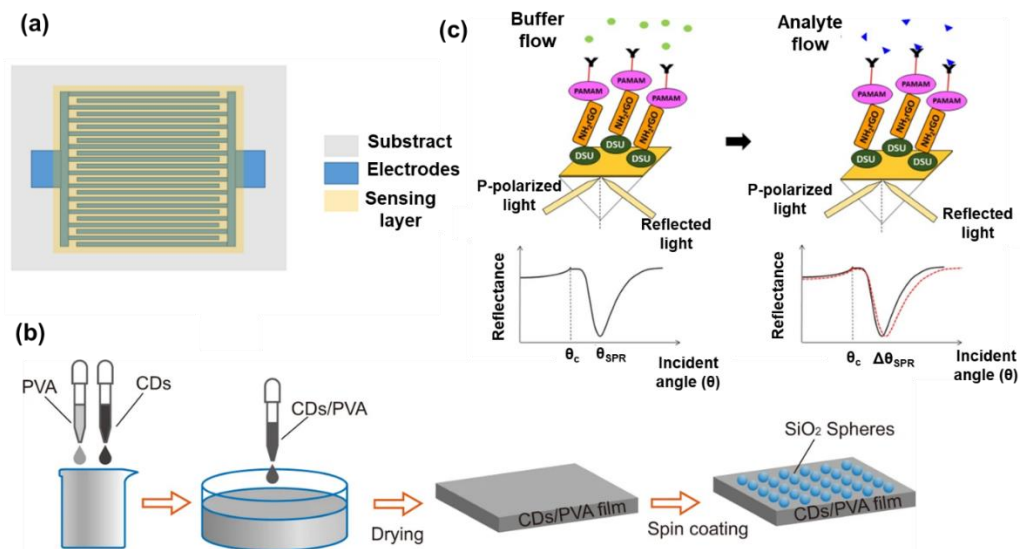 (a)
Substract
Electrodes
Sensing
layer
(c)
Buffer
flow
PAMAM
PAMAM
PAMAM
NH₂rGO
NH₂rGO
NH₂rGO
DSU
DSU
DSU
P-polarized
light
Reflected
light
Reflectance
θc
θSPR
Incident
angle (θ)
Analyte
flow
PAMAM
PAMAM
PAMAM
NH₂rGO
NH₂rGO
NH₂rGO
DSU
DSU
DSU
P-polarized
light
Reflected
light
Reflectance
θc
ΔθSPR
Incident
angle (θ)
(b)
PVA
CDs
CDs/PVA
Drying
CDs/PVA film
Spin coating
SiO₂ Spheres
CDs/PVA film